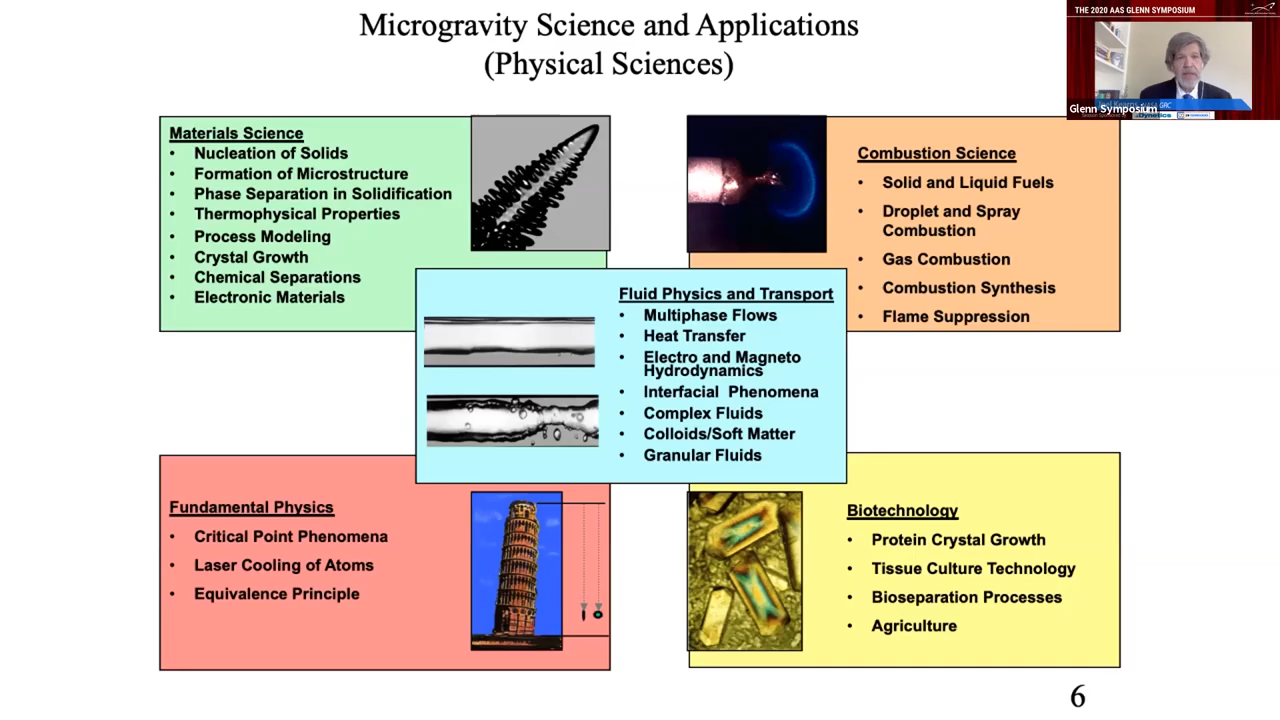 Microgravity Science and Applications
(Physical Sciences)
THE 2020 AAS GLENN SYMPOSIUM
Glenn Symposium
Dynetics
Materials Science
• Nucleation of Solids
• Formation of Microstructure
• Phase Separation in Solidification
• Thermophysical Properties
• Process Modeling
• Crystal Growth
• Chemical Separations
• Electronic Materials
Combustion Science
• Solid and Liquid Fuels
• Droplet and Spray
Combustion
• Gas Combustion
• Combustion Synthesis
• Flame Suppression
Fluid Physics and Transport
• Multiphase Flows
• Heat Transfer
• Electro and Magneto
Hydrodynamics
• Interfacial Phenomena
• Complex Fluids
• Colloids/Soft Matter
• Granular Fluids
Fundamental Physics
• Critical Point Phenomena
• Laser Cooling of Atoms
• Equivalence Principle
Biotechnology
• Protein Crystal Growth
• Tissue Culture Technology
• Bioseparation Processes
• Agriculture
6